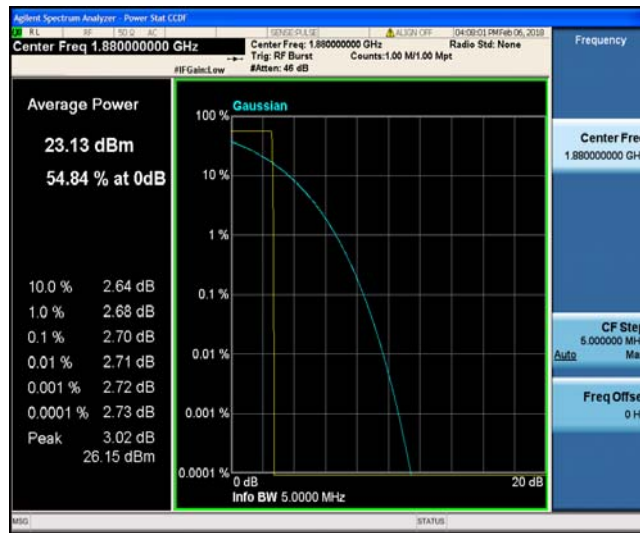 Agilent Spectrum Analyzer - Power Stat CCDF
RL RF 50 Ω AC SENSE:PULSE ALIGN OFF 04:08:01 PM Feb 06, 2018
Center Freq 1.880000000 GHz
Center Freq: 1.880000000 GHz Radio Std: None
Trig: RF Burst Counts:1.00 M/1.00 Mpt
#IFGain:Low #Atten: 46 dB
Frequency
Average Power
23.13 dBm
54.84 % at 0dB
10.0 % 2.64 dB
1.0 % 2.68 dB
0.1 % 2.70 dB
0.01 % 2.71 dB
0.001 % 2.72 dB
0.0001 % 2.73 dB
Peak 3.02 dB
26.15 dBm
Gaussian
100 %
10 %
1 %
0.1 %
0.01 %
0.001 %
0.0001 %
0 dB 20 dB
Info BW 5.0000 MHz
Center Fre
1.880000000 GH
CF Step
5.000000 MH
Auto Ma
Freq Offse
0 H
MSG STATUS